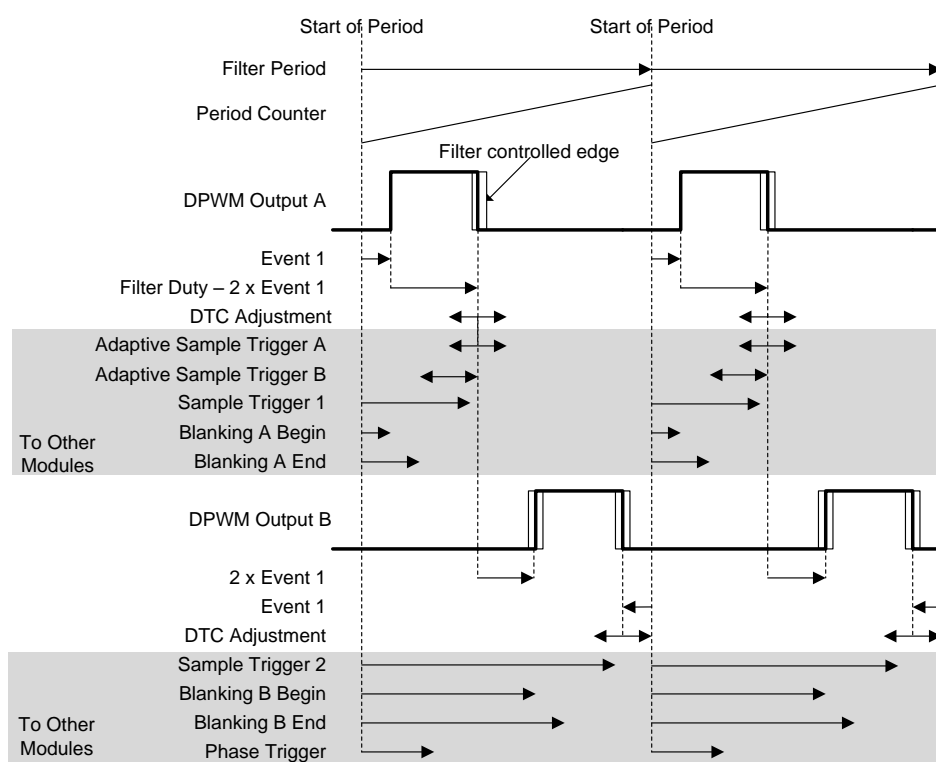 Start of Period
Start of Period
Filter Period
Period Counter
Filter controlled edge
DPWM Output A
Event 1
Filter Duty – 2 x Event 1
DTC Adjustment
Adaptive Sample Trigger A
Adaptive Sample Trigger B
Sample Trigger 1
Blanking A Begin
To Other
Modules
Blanking A End
DPWM Output B
2 x Event 1
Event 1
DTC Adjustment
Sample Trigger 2
Blanking B Begin
Blanking B End
To Other
Modules
Phase Trigger